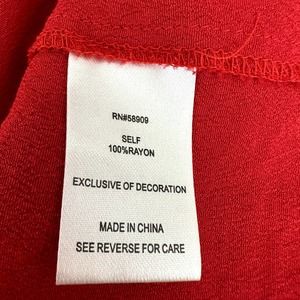 RN#58909
SELF
100%RAYON
EXCLUSIVE OF DECORATION
MADE IN CHINA
SEE REVERSE FOR CARE